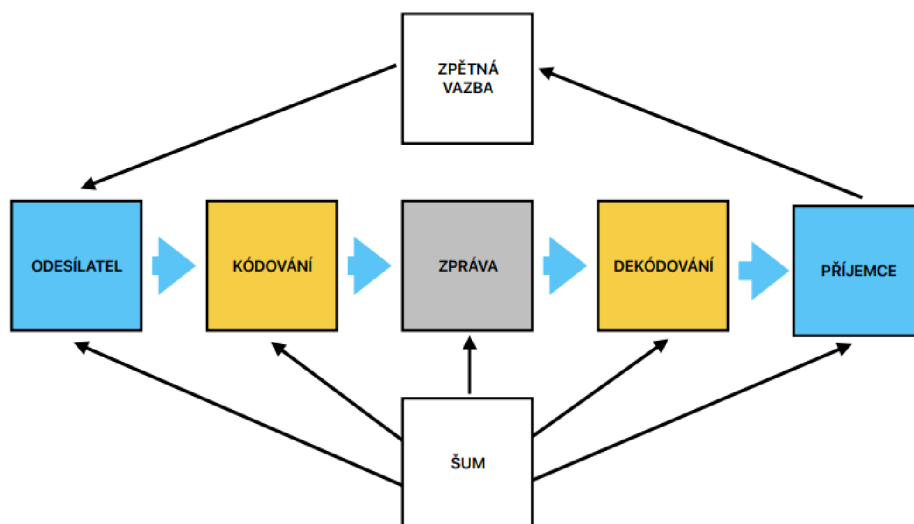 ZPĚTNÁ
VAZBA
ODESÍLATEL
KÓDOVÁNÍ
ZPRÁVA
DEKÓDOVÁNÍ
PŘÍJEMCE
ŠUM